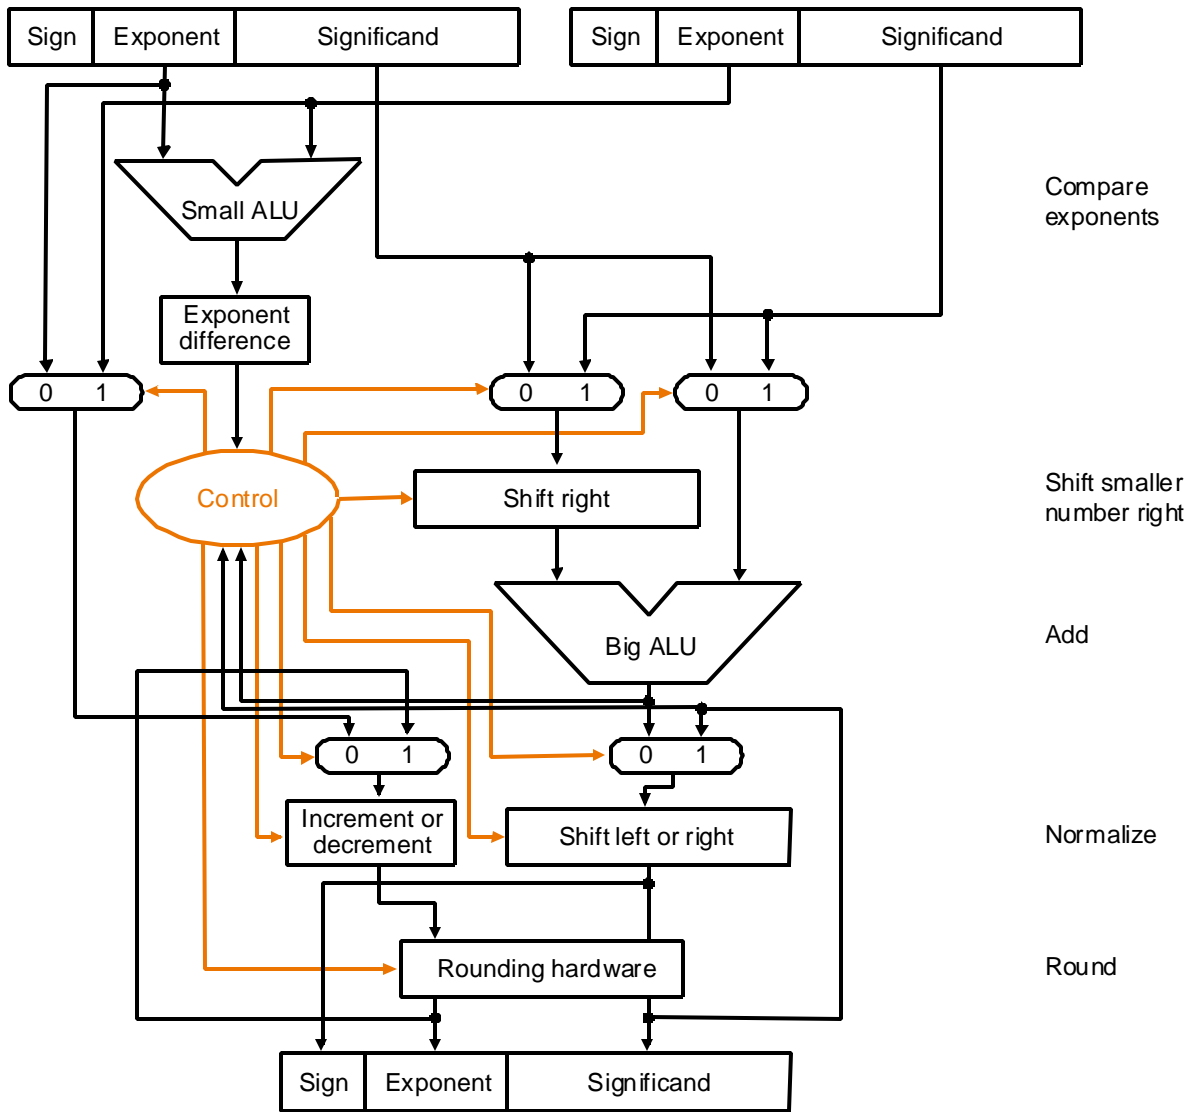 Sign Exponent Significand Sign Exponent Significand
Compare
exponents
Small ALU
Exponent
difference
0 1 0 1 0 1
Control
Shift right
Shift smaller
number right
Big ALU
Add
0 1 0 1
Increment or
decrement
Shift left or right
Normalize
Rounding hardware
Round
Sign Exponent Significand